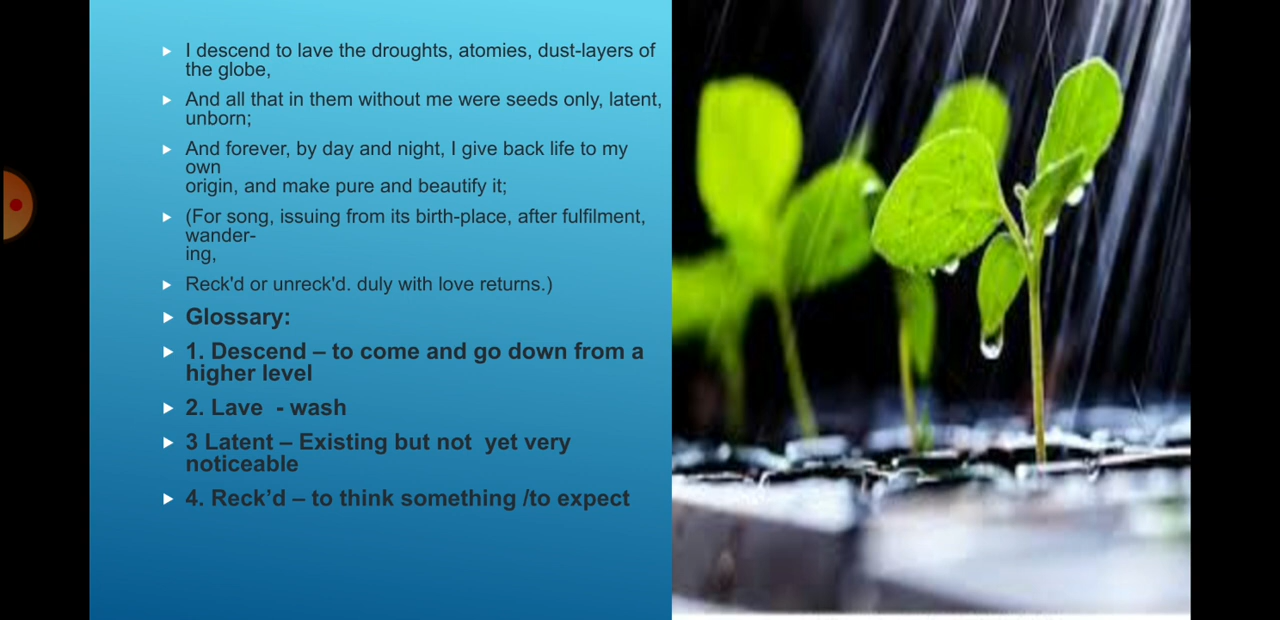 I descend to lave the droughts, atomies, dust-layers of
the globe,
And all that in them without me were seeds only, latent,
unborn;
And forever, by day and night, I give back life to my
own
origin, and make pure and beautify it;
(For song, issuing from its birth-place, after fulfilment,
wander-
ing,
Reck'd or unreck'd. duly with love returns.)
Glossary:
1. Descend – to come and go down from a
higher level
2. Lave - wash
3 Latent – Existing but not yet very
noticeable
4. Reck’d – to think something /to expect